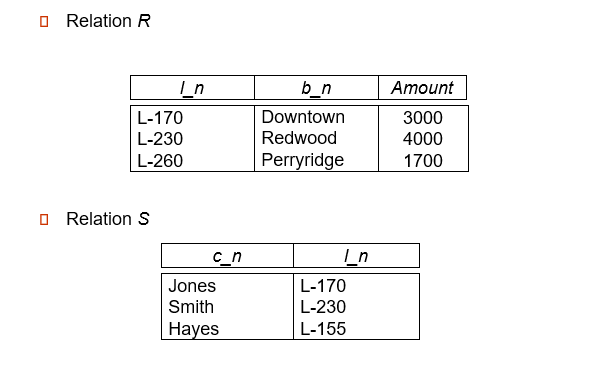 Relation R
l_n b_n Amount
L-170 Downtown 3000
L-230 Redwood 4000
L-260 Perryridge 1700
Relation S
c_n l_n
Jones L-170
Smith L-230
Hayes L-155